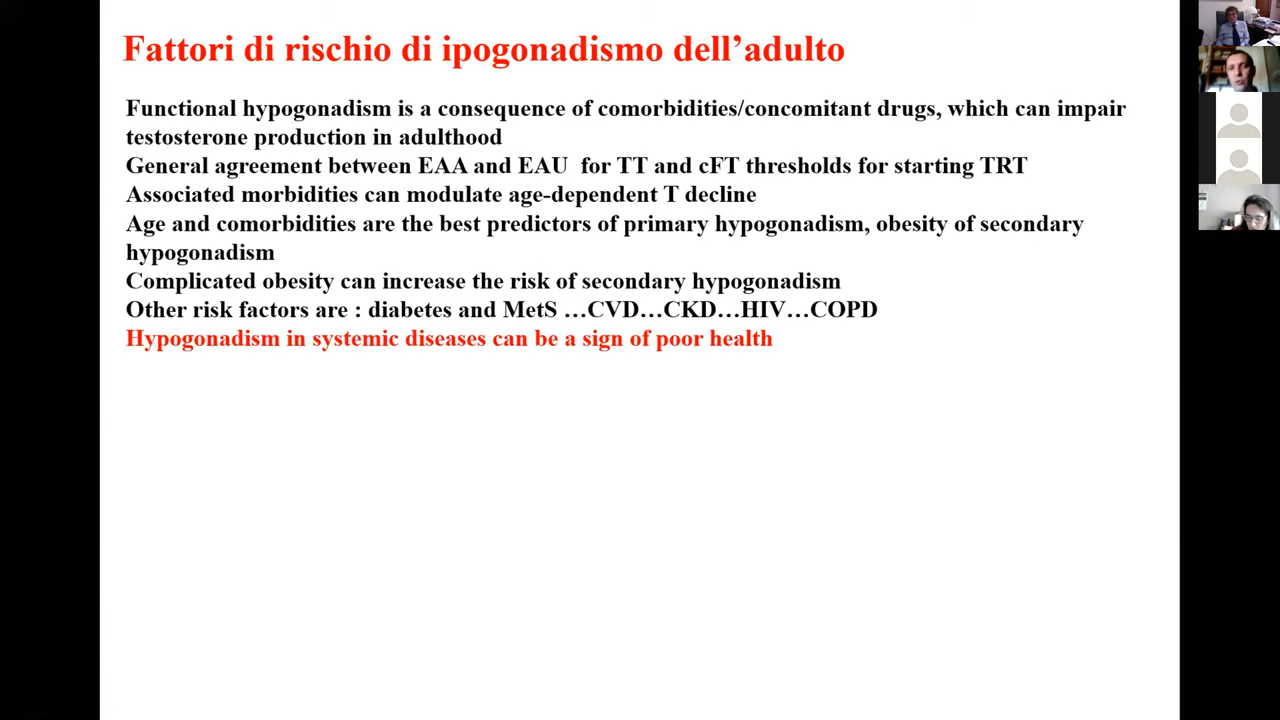 Fattori di rischio di ipogonadismo dell’adulto
Functional hypogonadism is a consequence of comorbidities/concomitant drugs, which can impair
testosterone production in adulthood
General agreement between EAA and EAU for TT and cFT thresholds for starting TRT
Associated morbidities can modulate age-dependent T decline
Age and comorbidities are the best predictors of primary hypogonadism, obesity of secondary
hypogonadism
Complicated obesity can increase the risk of secondary hypogonadism
Other risk factors are : diabetes and MetS …CVD…CKD…HIV…COPD
Hypogonadism in systemic diseases can be a sign of poor health